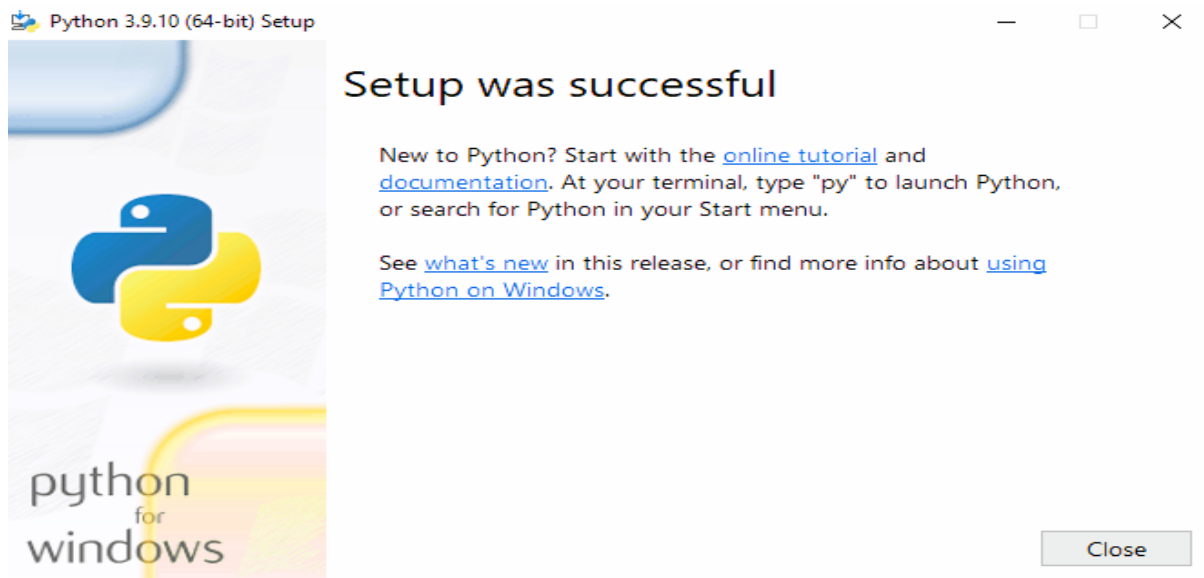 Python 3.9.10 (64-bit) Setup
Setup was successful
New to Python? Start with the online tutorial and
documentation. At your terminal, type "py" to launch Python,
or search for Python in your Start menu.
See what's new in this release, or find more info about using
Python on Windows.
python
for
windows
Close